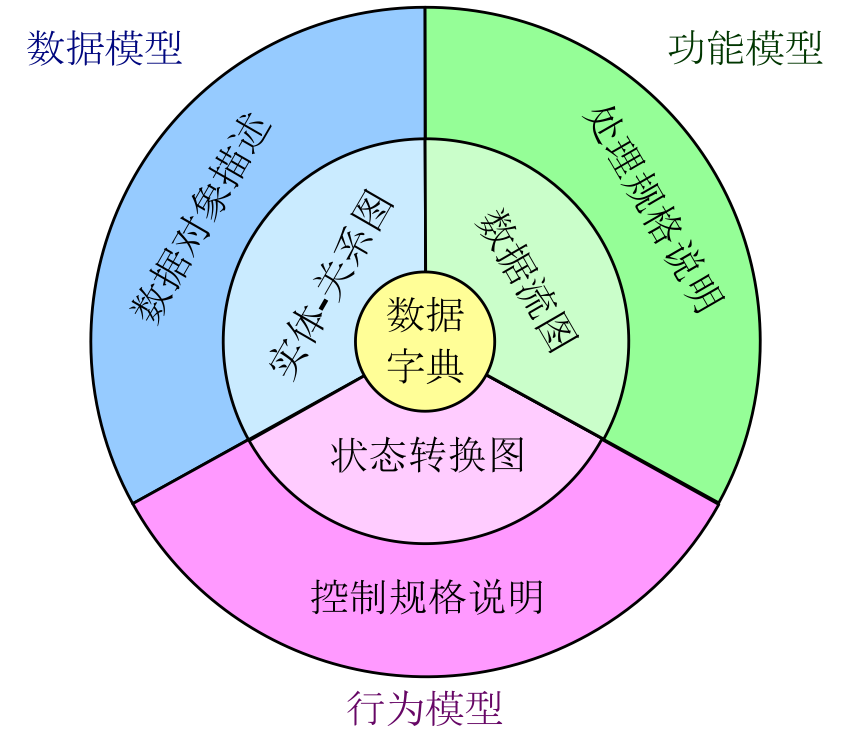 数据模型
功能模型
数据对象描述
处理规格说明
实体-关系图
数据流图
数据
字典
状态转换图
控制规格说明
行为模型